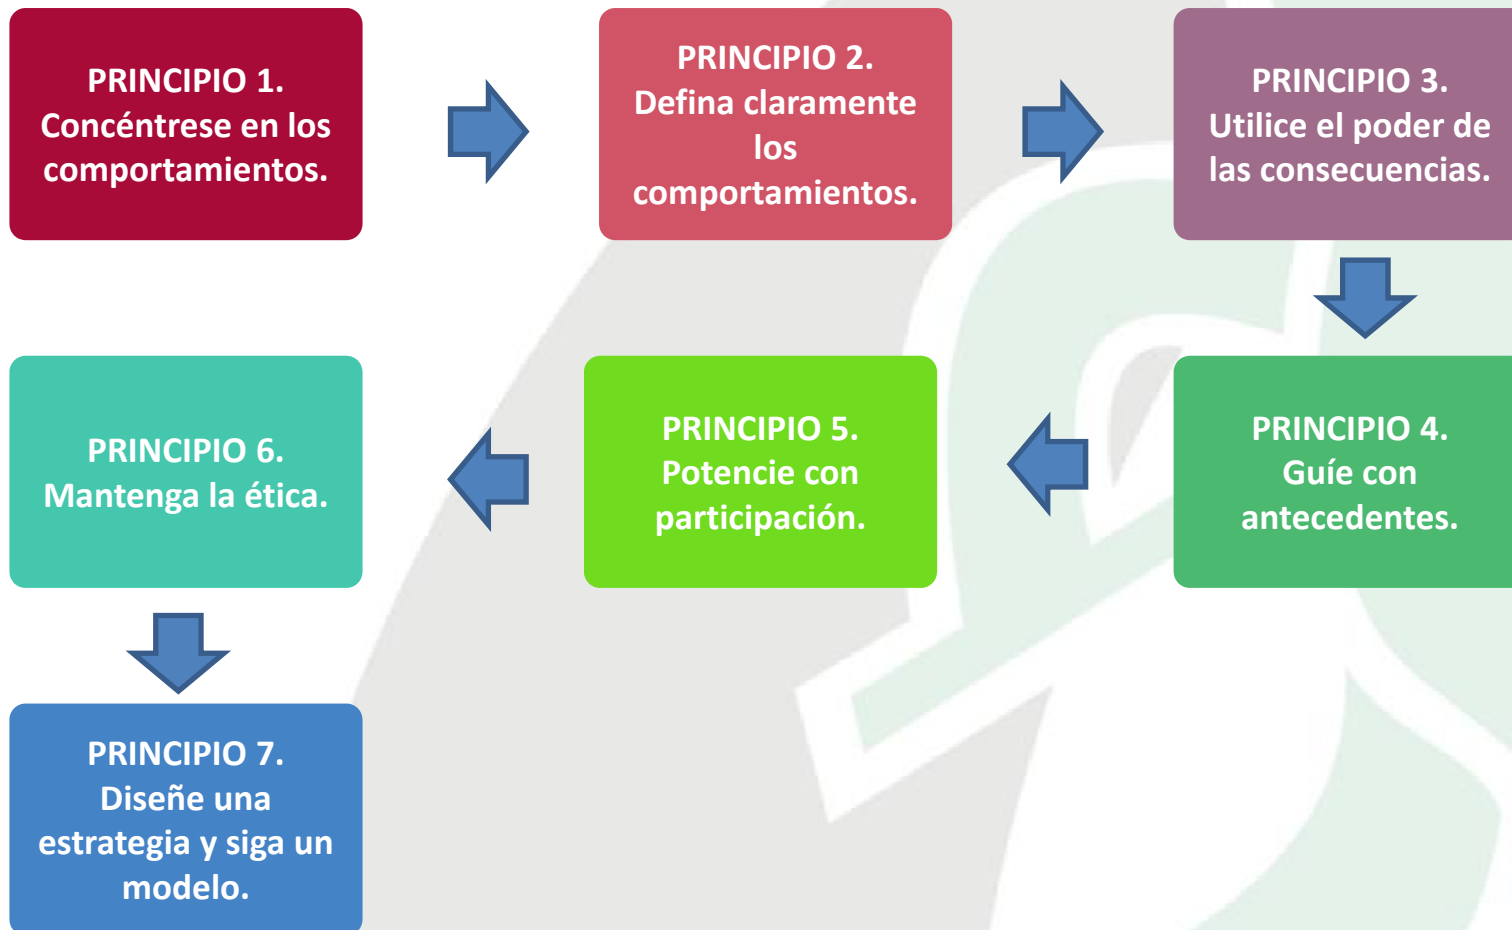 PRINCIPIO 1.
Concéntrese en los
comportamientos.
PRINCIPIO 2.
Defina claramente
los
comportamientos.
PRINCIPIO 3.
Utilice el poder de
las consecuencias.
PRINCIPIO 4.
Guíe con
antecedentes.
PRINCIPIO 5.
Potencie con
participación.
PRINCIPIO 6.
Mantenga la ética.
PRINCIPIO 7.
Diseñe una
estrategia y siga un
modelo.